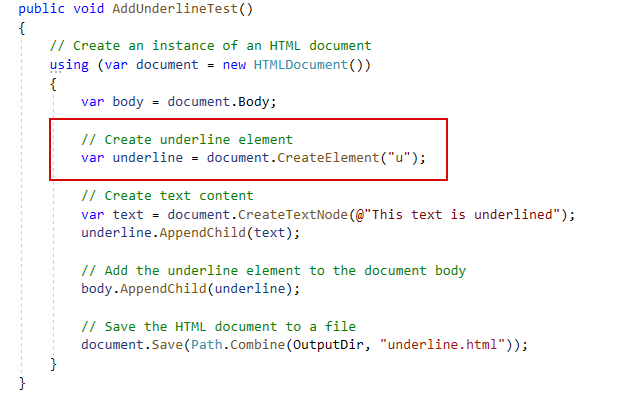 public void AddUnderlineTest()
{
// Create an instance of an HTML document
using (var document = new HTMLDocument())
{
var body = document.Body;
// Create underline element
var underline = document.CreateElement("u");
// Create text content
var text = document.CreateTextNode(@"This text is underlined");
underline.AppendChild(text);
// Add the underline element to the document body
body.AppendChild(underline);
// Save the HTML document to a file
document.Save(Path.Combine(OutputDir, "underline.html"));
}
}